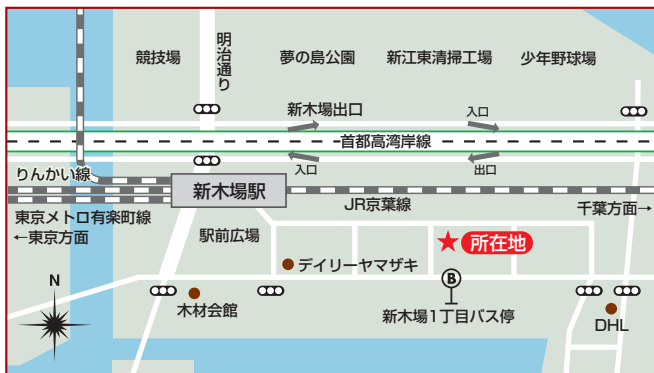 競技場
明治通り
夢の島公園
新江東清掃工場
少年野球場
新木場出口
入口
首都高湾岸線
入口
出口
りんかい線
新木場駅
JR京葉線
千葉方面→
東京メトロ有楽町線
←東京方面
駅前広場
所在地
デイリーヤマザキ
B
新木場1丁目バス停
N
木材会館
DHL